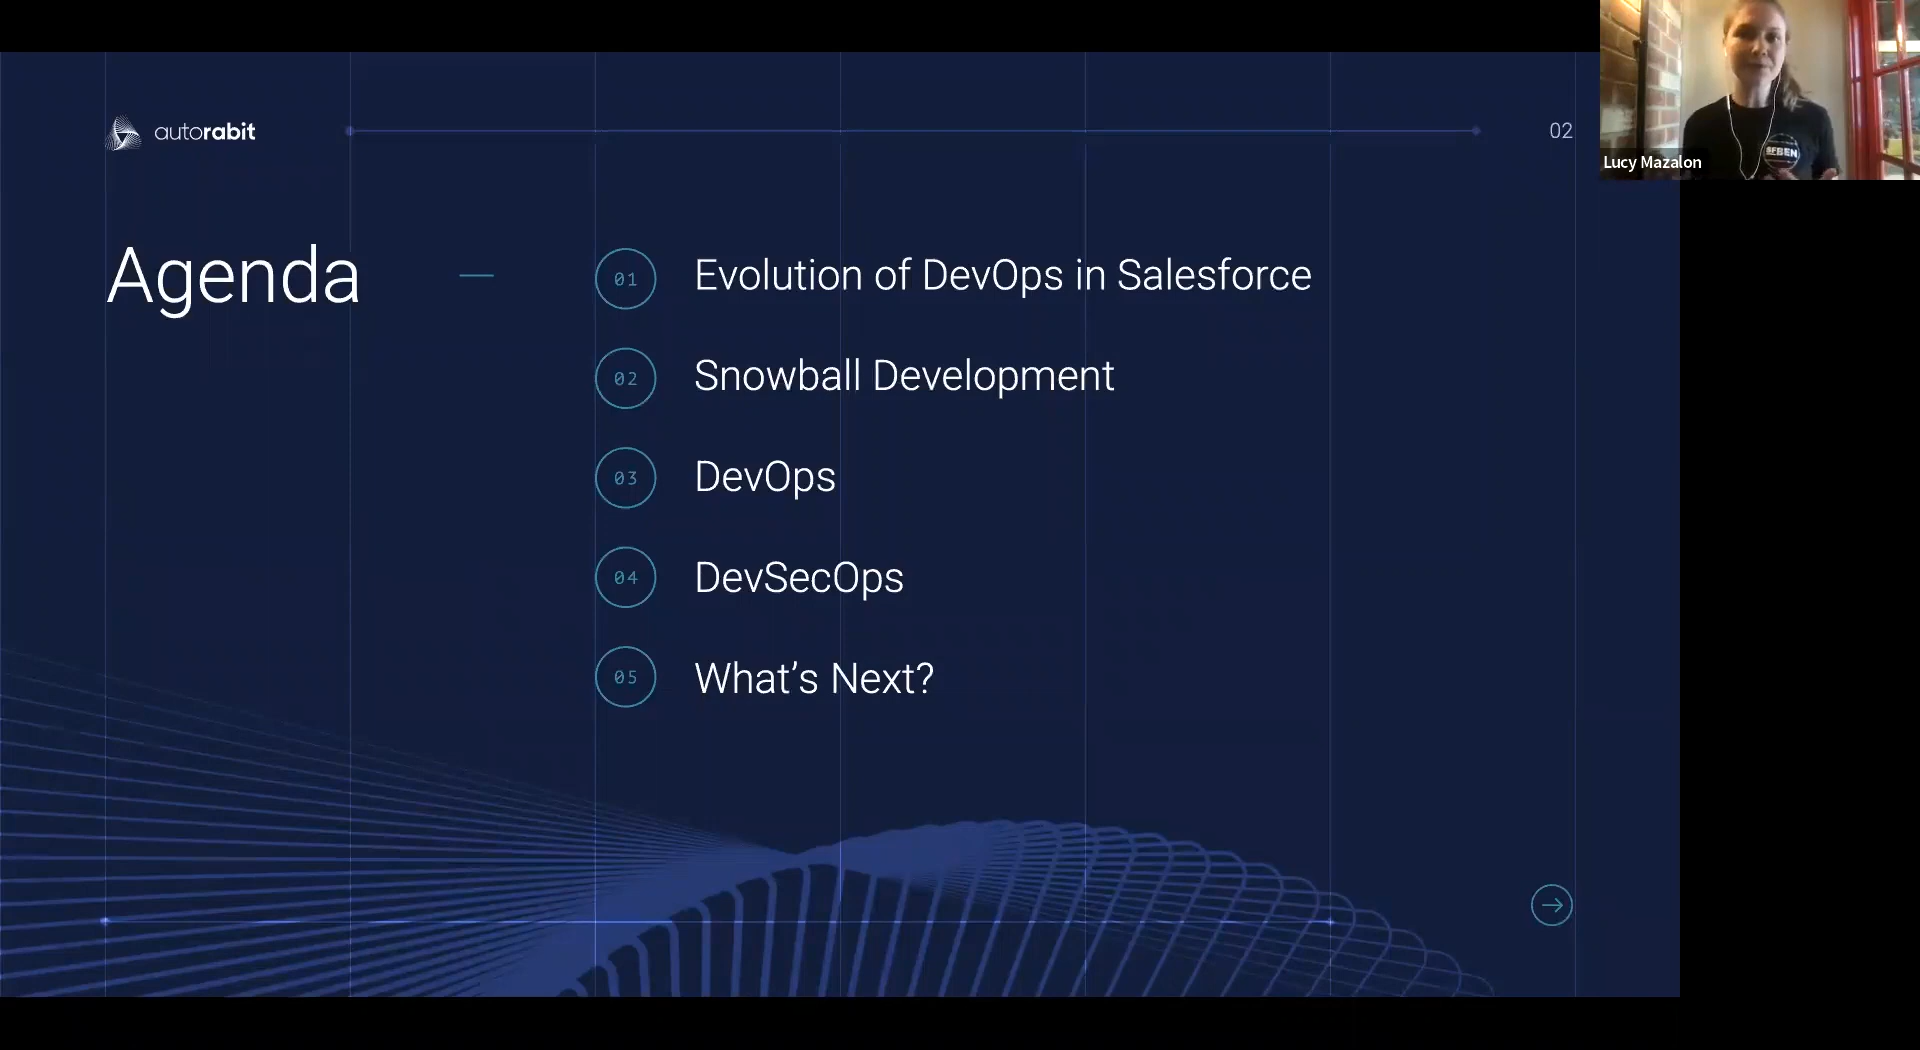 autorabit
02
Agenda
01 Evolution of DevOps in Salesforce
02 Snowball Development
03 DevOps
04 DevSecOps
05 What’s Next?
Lucy Mazalon